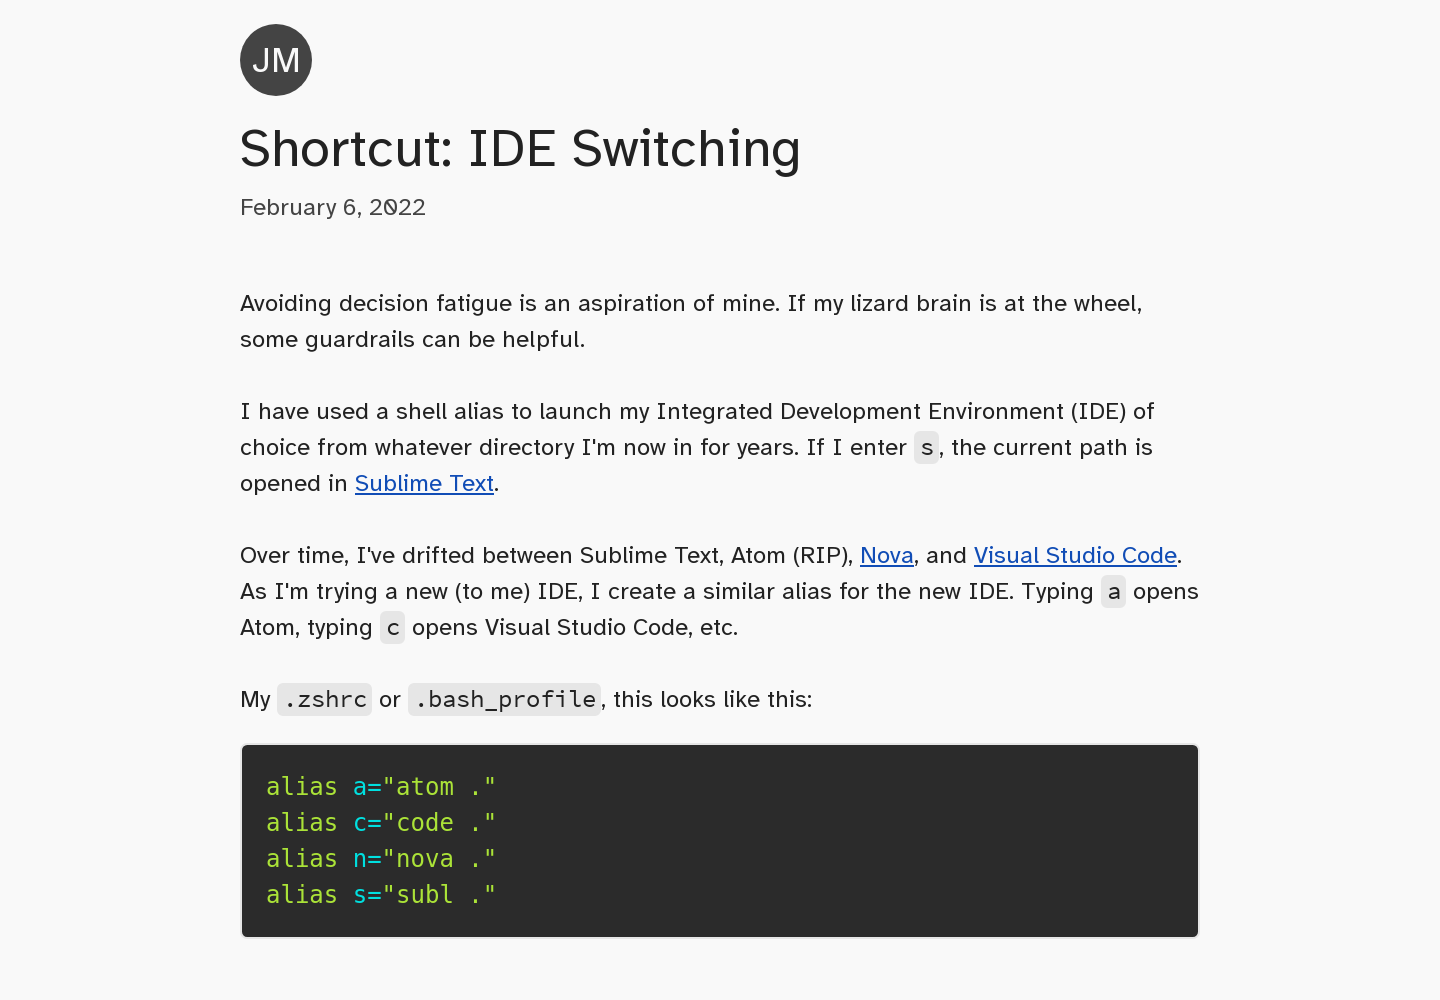 JM
Shortcut: IDE Switching
February 6, 2022
Avoiding decision fatigue is an aspiration of mine. If my lizard brain is at the wheel,
some guardrails can be helpful.
I have used a shell alias to launch my Integrated Development Environment (IDE) of
choice from whatever directory I'm now in for years. If I enter s, the current path is
opened in Sublime Text.
Over time, I've drifted between Sublime Text, Atom (RIP), Nova, and Visual Studio Code.
As I'm trying a new (to me) IDE, I create a similar alias for the new IDE. Typing a opens
Atom, typing c opens Visual Studio Code, etc.
My .zshrc or .bash_profile, this looks like this:
alias a="atom ."
alias c="code ."
alias n="nova ."
alias s="subl ."